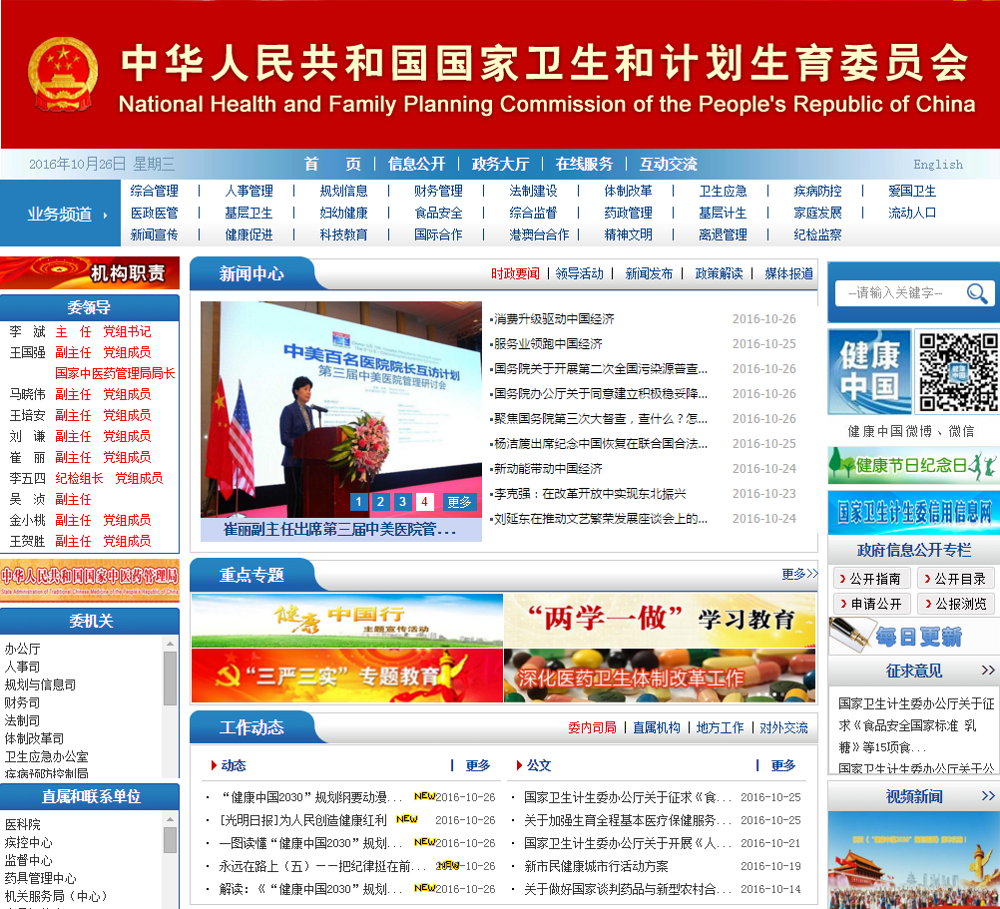 中华人民共和国国家卫生和计划生育委员会
National Health and Family Planning Commission of the People's Republic of China
2016年10月26日 星期三
首 页 | 信息公开 | 政务大厅 | 在线服务 | 互动交流
English
业务频道
综合管理 | 人事管理 | 规划信息 | 财务管理 | 法制建设 | 体制改革 | 卫生应急 | 疾病防控 | 爱国卫生
医政医管 | 基层卫生 | 妇幼健康 | 食品安全 | 综合监督 | 药政管理 | 基层计生 | 家庭发展 | 流动人口
新闻宣传 | 健康促进 | 科技教育 | 国际合作 | 港澳台合作 | 精神文明 | 离退管理 | 纪检监察
机构职责
委领导
李 斌 主 任 党组书记
王国强 副主任 党组成员
国家中医药管理局局长
马晓伟 副主任 党组成员
王培安 副主任 党组成员
刘 谦 副主任 党组成员
崔 丽 副主任 党组成员
李五四 纪检组长 党组成员
吴 浈 副主任
金小桃 副主任 党组成员
王贺胜 副主任 党组成员
中华人民共和国国家中医药管理局
State Administration of Traditional Chinese Medicine of the People's Republic of China
委机关
办公厅
人事司
规划与信息司
财务司
法制司
体制改革司
卫生应急办公室
疾病预防控制局
直属和联系单位
医科院
疾控中心
监督中心
药具管理中心
机关服务局（中心）
新闻中心
时政要闻 | 领导活动 | 新闻发布 | 政策解读 | 媒体报道
中美百名医院院长互访计划
第三届中美医院管理研讨会
1 2 3 4 更多
崔丽副主任出席第三届中美医院管...
▪消费升级驱动中国经济 2016-10-26
▪服务业领跑中国经济 2016-10-25
▪国务院关于开展第二次全国污染源普查... 2016-10-26
▪国务院办公厅关于同意建立积极稳妥降... 2016-10-26
▪聚焦国务院第三次大督查，查什么？怎... 2016-10-26
▪杨洁篪出席纪念中国恢复在联合国合法... 2016-10-25
▪新动能带动中国经济 2016-10-24
▪李克强：在改革开放中实现东北振兴 2016-10-23
▪刘延东在推动文艺繁荣发展座谈会上的... 2016-10-24
重点专题
更多>>
健康中国行
主题宣传活动
“两学一做”学习教育
“三严三实”专题教育
深化医药卫生体制改革工作
工作动态
委内司局 | 直属机构 | 地方工作 | 对外交流
动态 | 更多
· “健康中国2030”规划纲要动漫... NEW 2016-10-26
· [光明日报]为人民创造健康红利 NEW 2016-10-26
· 一图读懂“健康中国2030”规划... NEW 2016-10-26
· 永远在路上（五）——把纪律挺在前... NEW 2016-10-26
· 解读：《“健康中国2030”规划... NEW 2016-10-26
公文 | 更多
· 国家卫生计生委办公厅关于征求《食... 2016-10-25
· 关于加强生育全程基本医疗保健服务... 2016-10-25
· 国家卫生计生委办公厅关于开展《人... 2016-10-21
· 新市民健康城市行活动方案 2016-10-19
· 关于做好国家谈判药品与新型农村合... 2016-10-14
--请输入关键字--
健康中国
健康中国微博、微信
健康节日纪念日
国家卫生计生委信用信息网
政府信息公开专栏
公开指南 公开目录
申请公开 公报浏览
每日更新
征求意见 >>
国家卫生计生委办公厅关于征
求《食品安全国家标准 乳
糖》等15项食...
国家卫生计生委办公厅关于公
视频新闻 >>